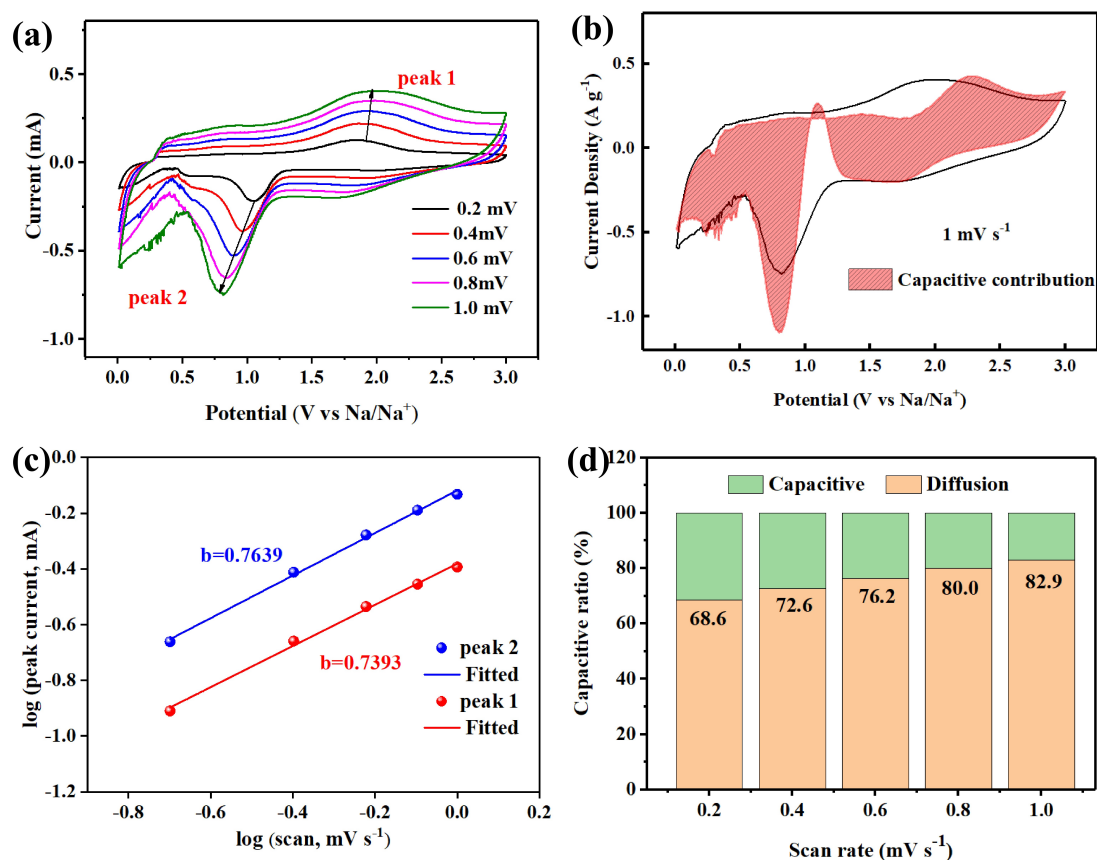 (a)
peak 1
peak 2
0.2 mV
0.4mV
0.6 mV
0.8mV
1.0 mV
0.5
0.0
-0.5
-1.0
Current (mA)
0.0 0.5 1.0 1.5 2.0 2.5 3.0
Potential (V vs Na/Na⁺)
(b)
1 mV s⁻¹
Capacitive contribution
0.5
0.0
-0.5
-1.0
Current Density (A g⁻¹)
0.0 0.5 1.0 1.5 2.0 2.5 3.0
Potential (V vs Na/Na⁺)
(c)
b=0.7639
b=0.7393
peak 2
Fitted
peak 1
Fitted
0.0
-0.2
-0.4
-0.6
-0.8
-1.0
-1.2
log (peak current, mA)
-0.8 -0.4 -0.4 -0.2 0.0 0.2
log (scan, mV s⁻¹)
(d)
Capacitive Diffusion
120
100
80
60
40
20
0
Capacitive ratio (%)
68.6 72.6 76.2 80.0 82.9
0.2 0.4 0.6 0.8 1.0
Scan rate (mV s⁻¹)